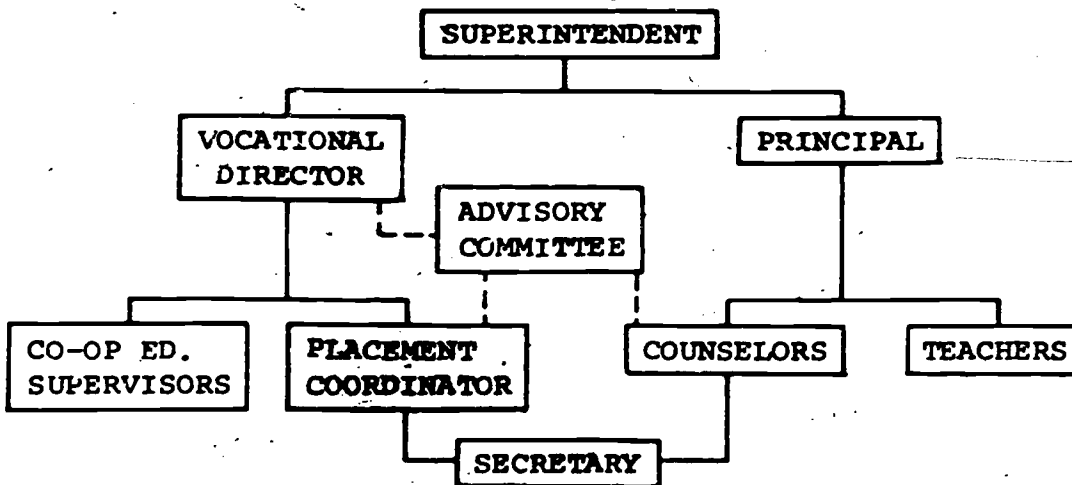 SUPERINTENDENT
VOCATIONAL
DIRECTOR
PRINCIPAL
ADVISORY
COMMITTEE
CO-OP ED.
SUPERVISORS
PLACEMENT
COORDINATOR
COUNSELORS
TEACHERS
SECRETARY